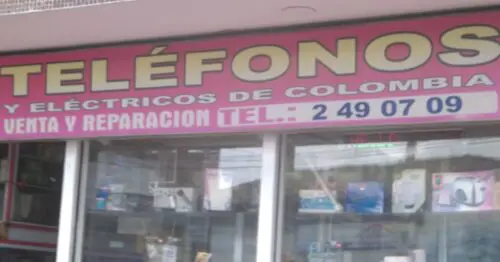 TELÉFONOS
Y ELÉCTRICOS DE COLOMBIA
VENTA Y REPARACION TEL.: 2 49 07 09